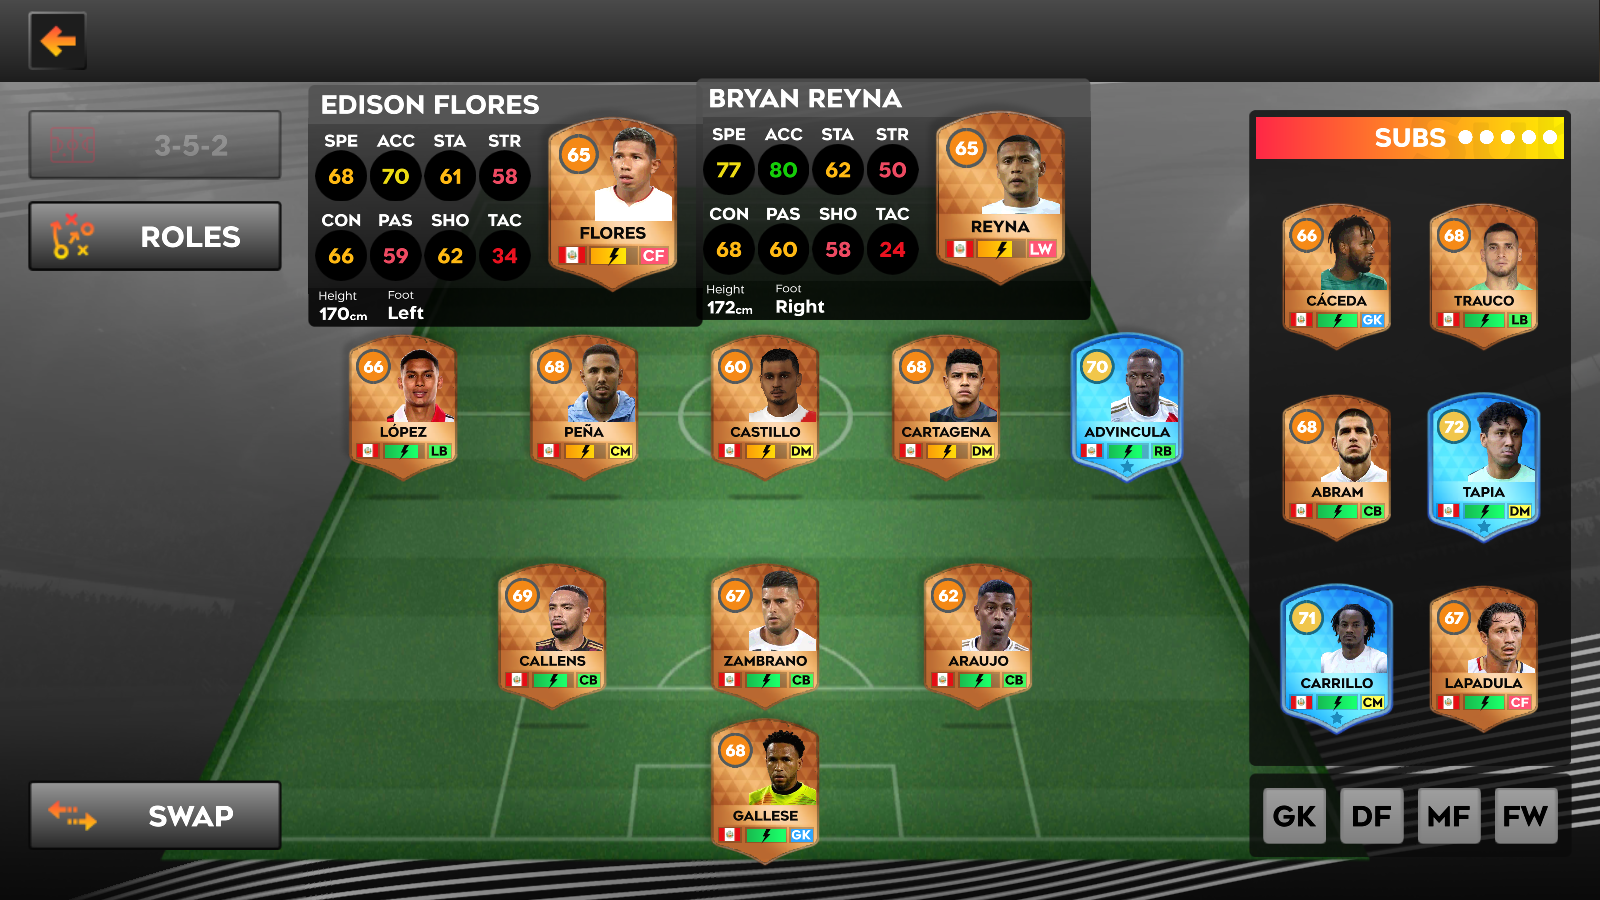 3-5-2
ROLES
SWAP
EDISON FLORES
SPE ACC STA STR
68 70 61 58
CON PAS SHO TAC
66 59 62 34
Height Foot
170cm Left
65
FLORES
CF
BRYAN REYNA
SPE ACC STA STR
77 80 62 50
CON PAS SHO TAC
68 60 58 24
Height Foot
172cm Right
65
REYNA
LW
66
LÓPEZ
LB
68
PEÑA
CM
60
CASTILLO
DM
68
CARTAGENA
DM
70
ADVINCULA
RB
69
CALLENS
CB
67
ZAMBRANO
CB
62
ARAUJO
CB
68
GALLESE
GK
SUBS
66
CÁCEDA
GK
68
TRAUCO
LB
68
ABRAM
CB
72
TAPIA
DM
71
CARRILLO
CM
67
LAPADULA
CF
GK DF MF FW